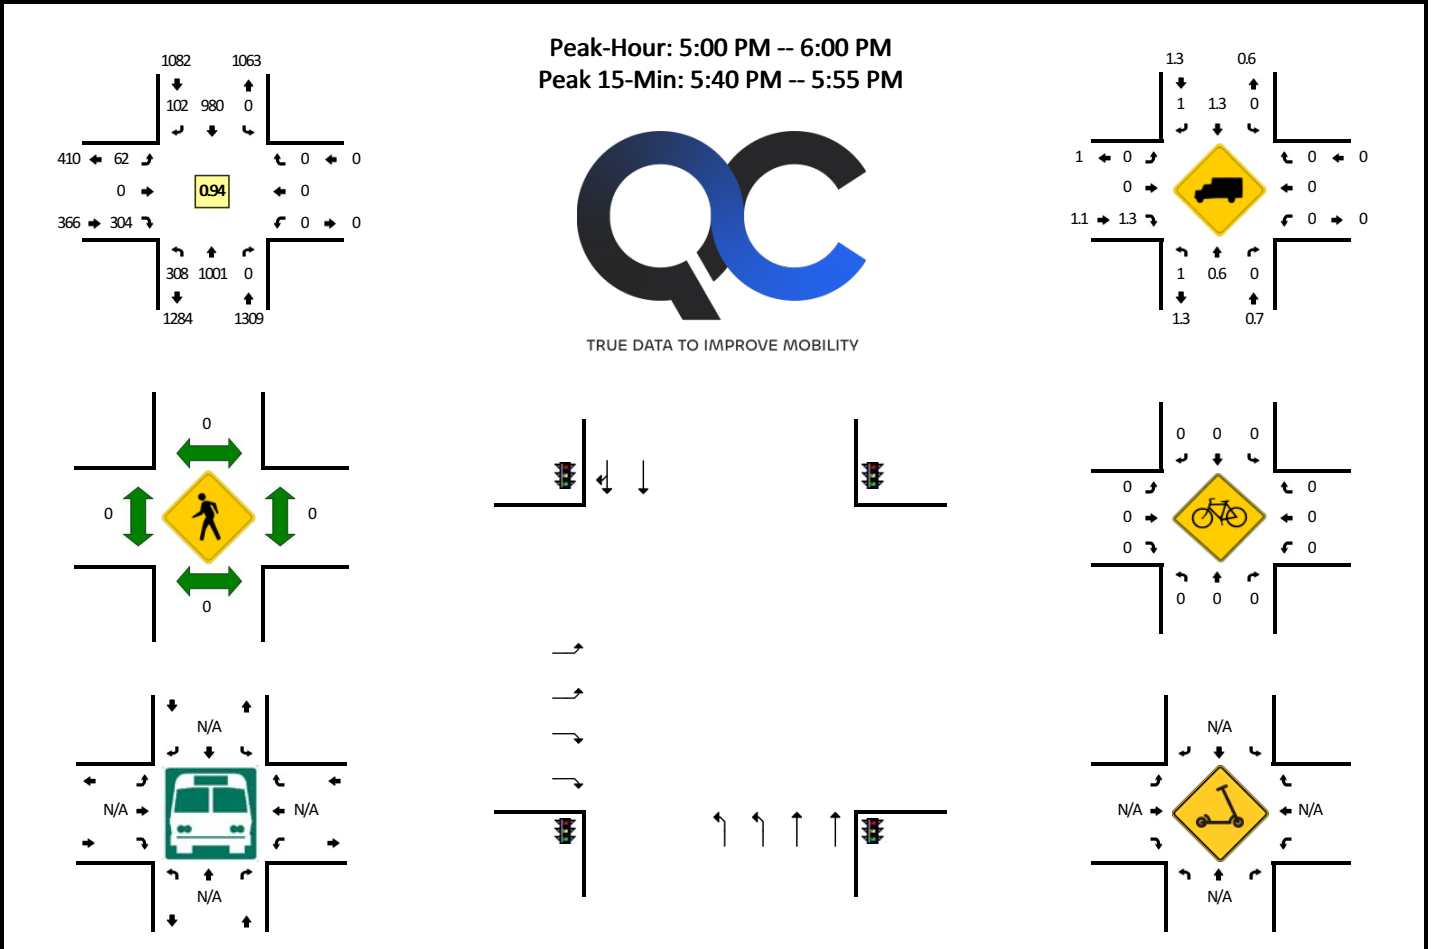 Peak-Hour: 5:00 PM -- 6:00 PM
Peak 15-Min: 5:40 PM -- 5:55 PM
1082 1063
102 980 0
410 62 0 0
0 0.94 0
366 304 0 0
308 1001 0
1284 1309
TRUE DATA TO IMPROVE MOBILITY
1.3 0.6
1 1.3 0
1 0 0 0
0 0
1.1 1.3 0 0
1 0.6 0
1.3 0.7
0
0 0
0
0 0 0
0 0
0 0
0 0
0 0 0
N/A
N/A N/A
N/A
N/A
N/A N/A
N/A